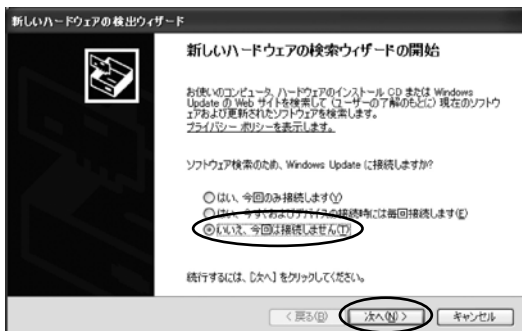 新しいハードウェアの検出ウィザード
新しいハードウェアの検索ウィザードの開始
お使いのコンピュータ、ハードウェアのインストール CD または Windows
Update の Web サイトを検索して (ユーザーの了解のもとに) 現在のソフトウ
ェアおよび更新されたソフトウェアを検索します。
プライバシー ポリシーを表示します。
ソフトウェア検索のため、Windows Update に接続しますか?
はい、今回のみ接続します(Y)
はい、今すぐおよびデバイスの接続時には毎回接続します(E)
いいえ、今回は接続しません(T)
続行するには、[次へ] をクリックしてください。
< 戻る(B) 次へ(N) > キャンセル